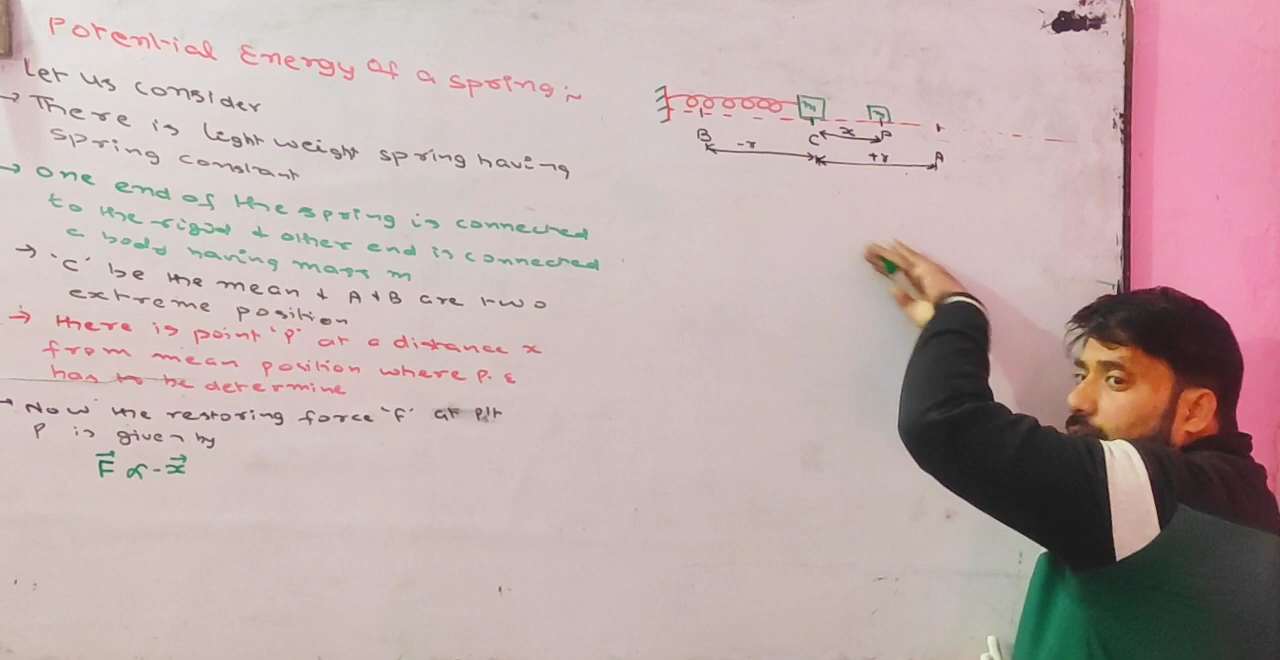 Potential Energy of a spring :~
Let us consider
→ There is light weight spring having
spring constant
→ one end of the spring is connected
to the rigid & other end is connected
a body having mass m
→ 'C' be the mean & A & B are two
extreme position
→ there is point 'P' at a distance x
from mean position where P.E
has to be determine
→ Now the restoring force 'f' at pt
P is given by
F⃗ ∝ -x⃗
m
B C x P
-r +r A